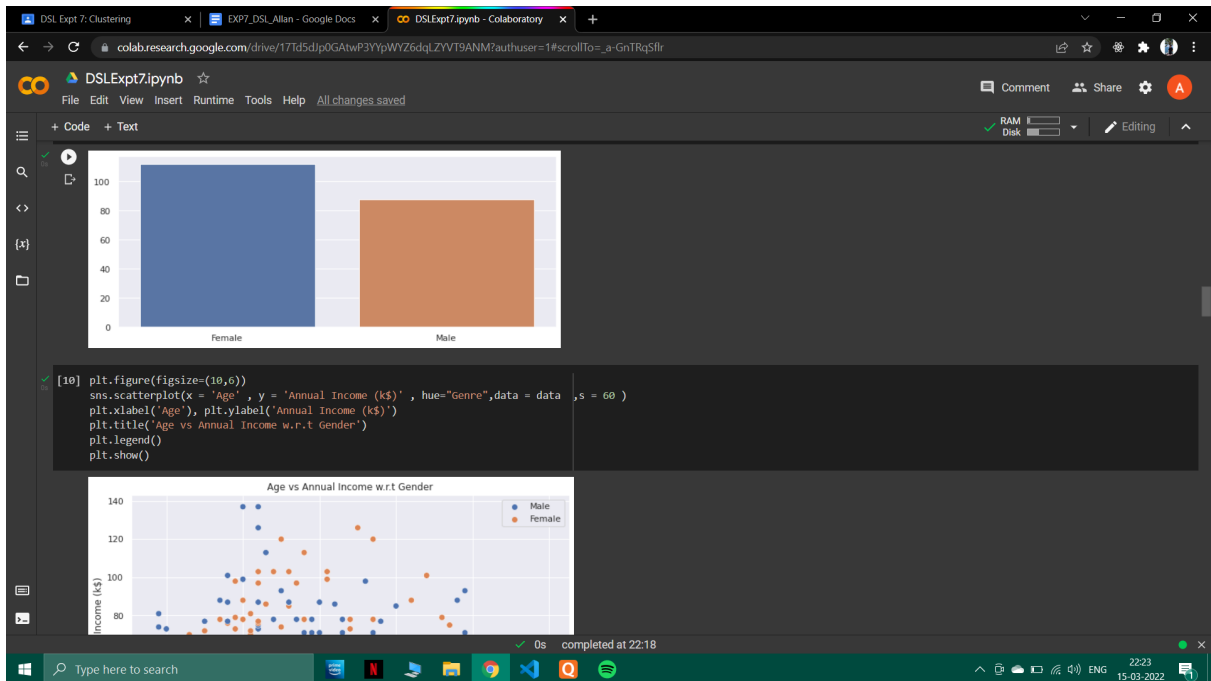 DSL Expt 7: Clustering
EXP7_DSL_Allan - Google Docs
DSLExpt7.ipynb - Colaboratory
colab.research.google.com/drive/17Td5dJp0GAtwP3YYpWYZ6dqLZYVT9ANM?authuser=1#scrollTo=_a-GnTRqSflr
DSLExpt7.ipynb
File Edit View Insert Runtime Tools Help All changes saved
Comment
Share
A
+ Code + Text
RAM
Disk
Editing
0s
100
80
60
40
20
0
Female Male
[10] plt.figure(figsize=(10,6))
0s
sns.scatterplot(x = 'Age' , y = 'Annual Income (k$)' , hue="Genre",data = data ,s = 60 )
plt.xlabel('Age'), plt.ylabel('Annual Income (k$)')
plt.title('Age vs Annual Income w.r.t Gender')
plt.legend()
plt.show()
Age vs Annual Income w.r.t Gender
Male
Female
140
120
100
80
Income (k$)
0s completed at 22:18
Type here to search
prime video
N
Q
ENG
22:23
15-03-2022
1